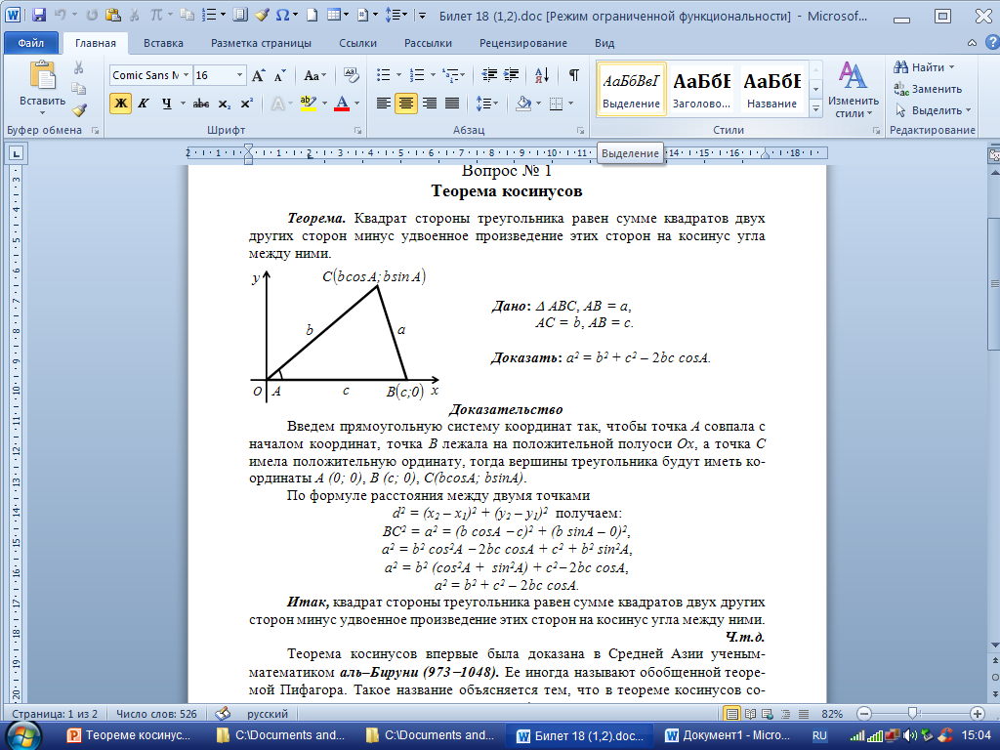 Билет 18 (1,2).doc [Режим ограниченной функциональности] - Microsof...
Файл Главная Вставка Разметка страницы Ссылки Рассылки Рецензирование Вид
Вставить
Comic Sans M 16
Ж К Ч abc x₂ x²
АаБбВвГ АаБбІ АаБбВ
Выделение Заголово... Название
Изменить стили
Найти
Заменить
Выделить
Буфер обмена Шрифт Абзац Стили Редактирование
Выделение
Вопрос № 1
Теорема косинусов
Теорема. Квадрат стороны треугольника равен сумме квадратов двух
других сторон минус удвоенное произведение этих сторон на косинус угла
между ними.
y C(bcosA; bsinA)
b a
O A c B(c;0) x
Дано: Δ ABC, AB = a,
AC = b, AB = c.
Доказать: a² = b² + c² – 2bc cosA.
Доказательство
Введем прямоугольную систему координат так, чтобы точка A совпала с
началом координат, точка B лежала на положительной полуоси Ox, а точка C
имела положительную ординату, тогда вершины треугольника будут иметь ко-
ординаты A (0; 0), B (c; 0), C(bcosA; bsinA).
По формуле расстояния между двумя точками
d² = (x₂ – x₁)² + (y₂ – y₁)² получаем:
BC² = a² = (b cosA – c)² + (b sinA – 0)²,
a² = b² cos²A – 2bc cosA + c² + b² sin²A,
a² = b² (cos²A + sin²A) + c² – 2bc cosA,
a² = b² + c² – 2bc cosA.
Итак, квадрат стороны треугольника равен сумме квадратов двух других
сторон минус удвоенное произведение этих сторон на косинус угла между ними.
Ч.т.д.
Теорема косинусов впервые была доказана в Средней Азии ученым-
математиком аль–Бируни (973–1048). Ее иногда называют обобщенной теоре-
мой Пифагора. Такое название объясняется тем, что в теореме косинусов со-
Страница: 1 из 2 Число слов: 526 русский 82%
Теореме косинус... C:\Documents and... C:\Documents and... Билет 18 (1,2).doc... Документ1 - Micro... RU 15:04